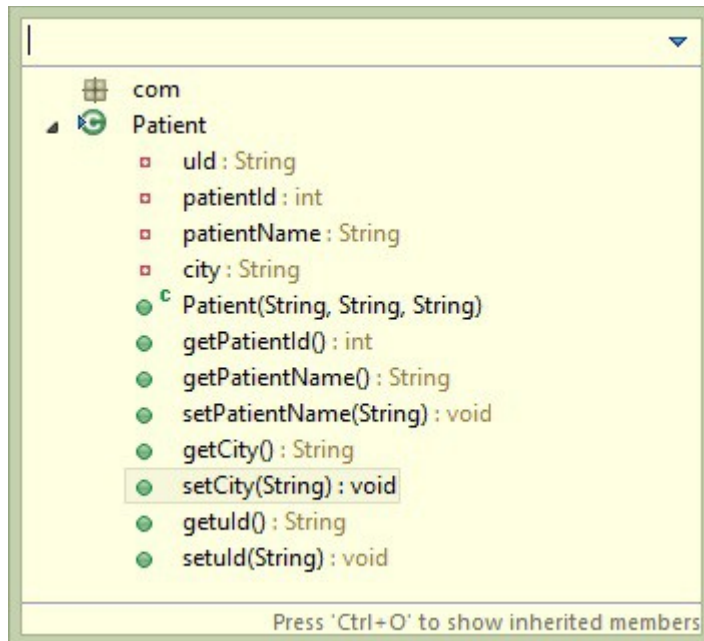 com
Patient
uId : String
patientId : int
patientName : String
city : String
C Patient(String, String, String)
getPatientId() : int
getPatientName() : String
setPatientName(String) : void
getCity() : String
setCity(String) : void
getuId() : String
setuId(String) : void
Press 'Ctrl+O' to show inherited members